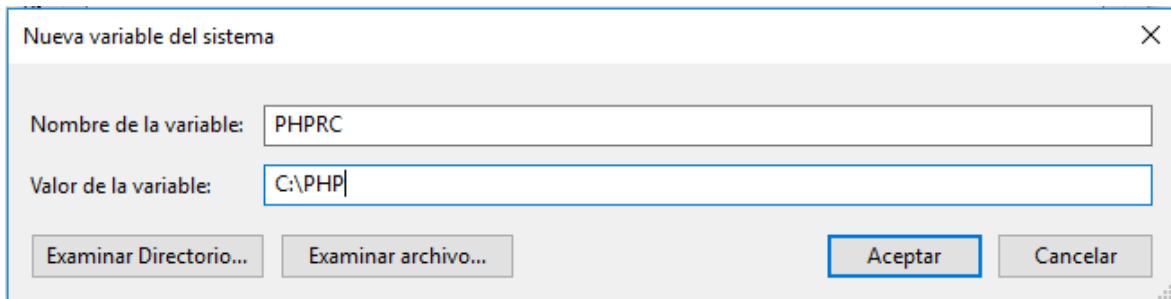 Nueva variable del sistema
Nombre de la variable: PHPRC
Valor de la variable: C:\PHP
Examinar Directorio... Examinar archivo... Aceptar Cancelar